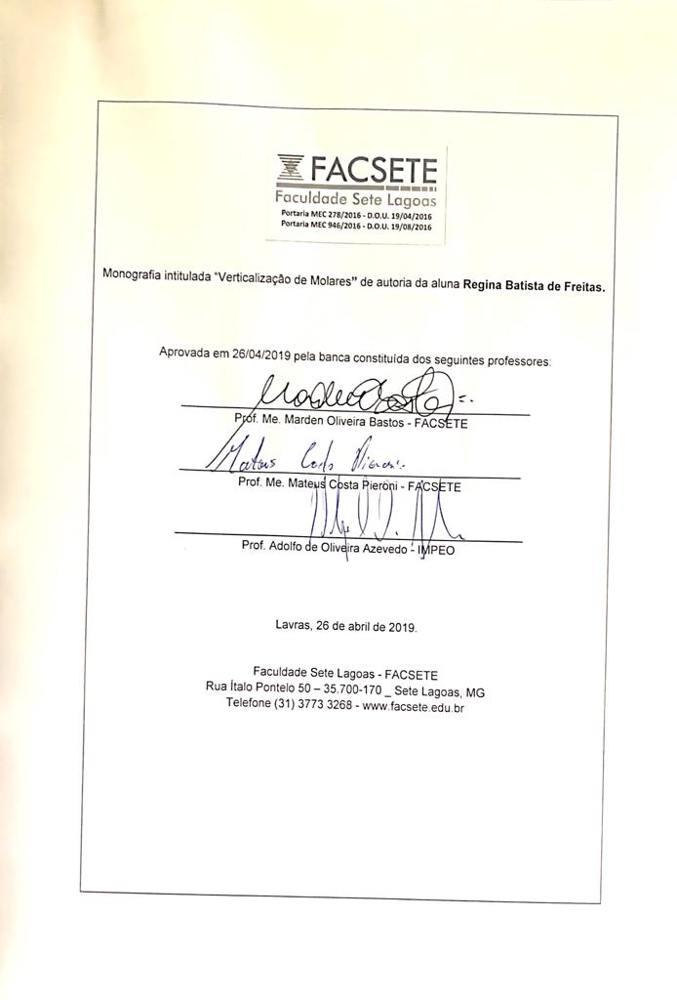 FACSETE
Faculdade Sete Lagoas
Portaria MEC 278/2016 - D.O.U. 19/04/2016
Portaria MEC 946/2016 - D.O.U. 19/08/2016
Monografia intitulada "Verticalização de Molares" de autoria da aluna Regina Batista de Freitas.
Aprovada em 26/04/2019 pela banca constituída dos seguintes professores:
Prof. Me. Marden Oliveira Bastos - FACSETE
Mateus Costa Pieroni
Prof. Me. Mateus Costa Pieroni - FACSETE
Prof. Adolfo de Oliveira Azevedo - IMPEO
Lavras, 26 de abril de 2019.
Faculdade Sete Lagoas - FACSETE
Rua Ítalo Pontelo 50 – 35.700-170 _ Sete Lagoas, MG
Telefone (31) 3773 3268 - www.facsete.edu.br